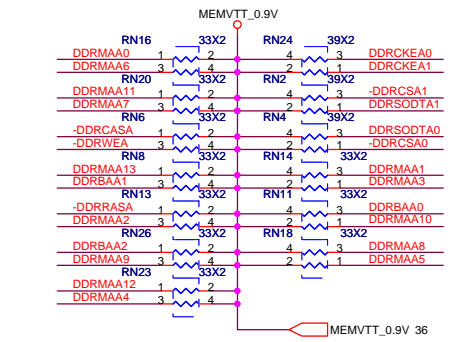 MEMVTT_0.9V
RN16 33X2 RN24 39X2
DDRMAA0 1 2 4 3 DDRCKEA0
DDRMAA6 3 4 2 1 DDRCKEA1
RN20 33X2 RN2 39X2
DDRMAA11 1 2 4 3 -DDRCSA1
DDRMAA7 3 4 2 1 DDRSODTA1
RN6 33X2 RN4 39X2
-DDRCASA 1 2 4 3 DDRSODTA0
-DDRWEA 3 4 2 1 -DDRCSA0
RN8 33X2 RN14 33X2
DDRMAA13 1 2 4 3 DDRMAA1
DDRBAA1 3 4 2 1 DDRMAA3
RN13 33X2 RN11 33X2
-DDRRASA 1 2 4 3 DDRBAA0
DDRMAA2 3 4 2 1 DDRMAA10
RN26 33X2 RN18 33X2
DDRBAA2 1 2 4 3 DDRMAA8
DDRMAA9 3 4 2 1 DDRMAA5
RN23 33X2
DDRMAA12 1 2
DDRMAA4 3 4
MEMVTT_0.9V 36